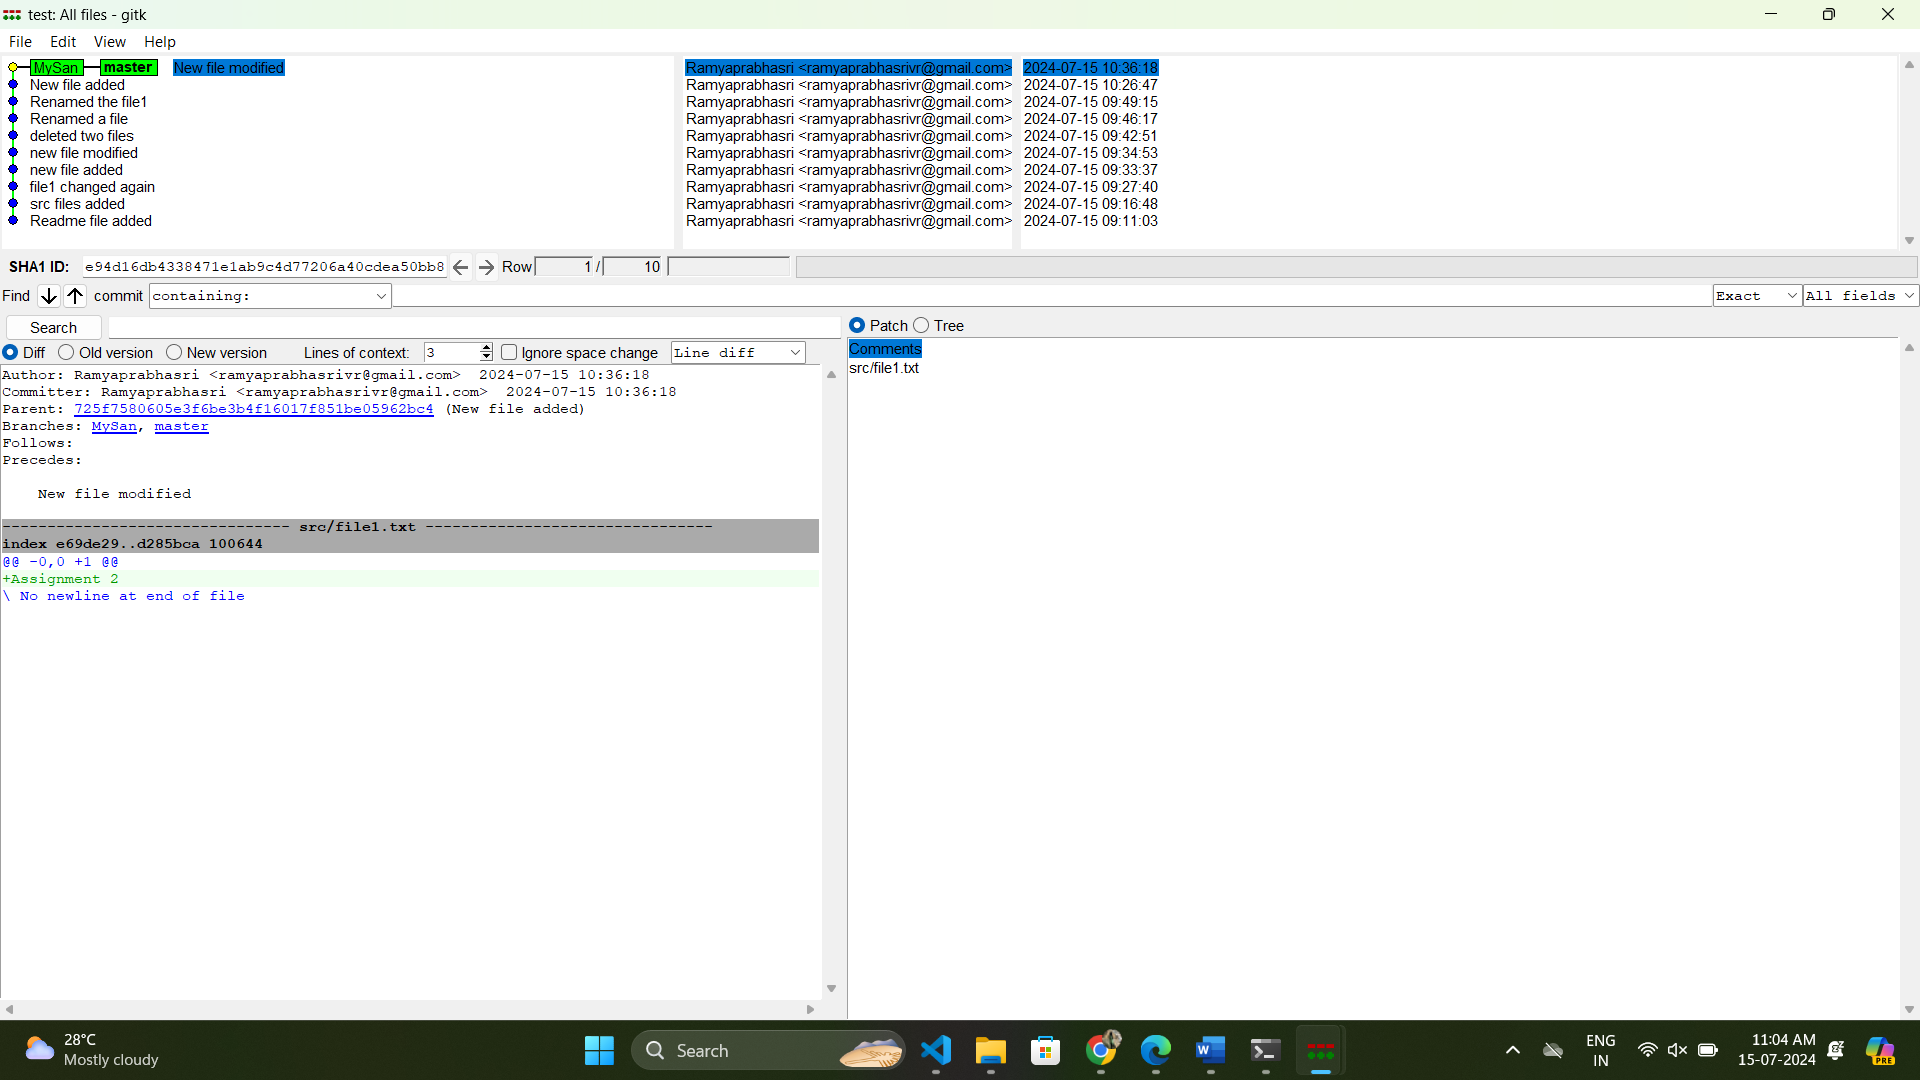 test: All files - gitk
File Edit View Help
MySan master New file modified Ramyaprabhasri <ramyaprabhasrivr@gmail.com> 2024-07-15 10:36:18
New file added Ramyaprabhasri <ramyaprabhasrivr@gmail.com> 2024-07-15 10:26:47
Renamed the file1 Ramyaprabhasri <ramyaprabhasrivr@gmail.com> 2024-07-15 09:49:15
Renamed a file Ramyaprabhasri <ramyaprabhasrivr@gmail.com> 2024-07-15 09:46:17
deleted two files Ramyaprabhasri <ramyaprabhasrivr@gmail.com> 2024-07-15 09:42:51
new file modified Ramyaprabhasri <ramyaprabhasrivr@gmail.com> 2024-07-15 09:34:53
new file added Ramyaprabhasri <ramyaprabhasrivr@gmail.com> 2024-07-15 09:33:37
file1 changed again Ramyaprabhasri <ramyaprabhasrivr@gmail.com> 2024-07-15 09:27:40
src files added Ramyaprabhasri <ramyaprabhasrivr@gmail.com> 2024-07-15 09:16:48
Readme file added Ramyaprabhasri <ramyaprabhasrivr@gmail.com> 2024-07-15 09:11:03
SHA1 ID: e94d16db4338471e1ab9c4d77206a40cdea50bb8 Row 1 / 10
Find commit containing: Exact All fields
Search
Patch Tree
Diff Old version New version Lines of context: 3 Ignore space change Line diff
Comments
src/file1.txt
Author: Ramyaprabhasri <ramyaprabhasrivr@gmail.com> 2024-07-15 10:36:18
Committer: Ramyaprabhasri <ramyaprabhasrivr@gmail.com> 2024-07-15 10:36:18
Parent: 725f7580605e3f6be3b4f16017f851be05962bc4 (New file added)
Branches: MySan, master
Follows:
Precedes:
New file modified
-------------------------------- src/file1.txt --------------------------------
index e69de29..d285bca 100644
@@ -0,0 +1 @@
+Assignment 2
\ No newline at end of file
28°C
Mostly cloudy
Search
ENG
IN
11:04 AM
15-07-2024
PRE